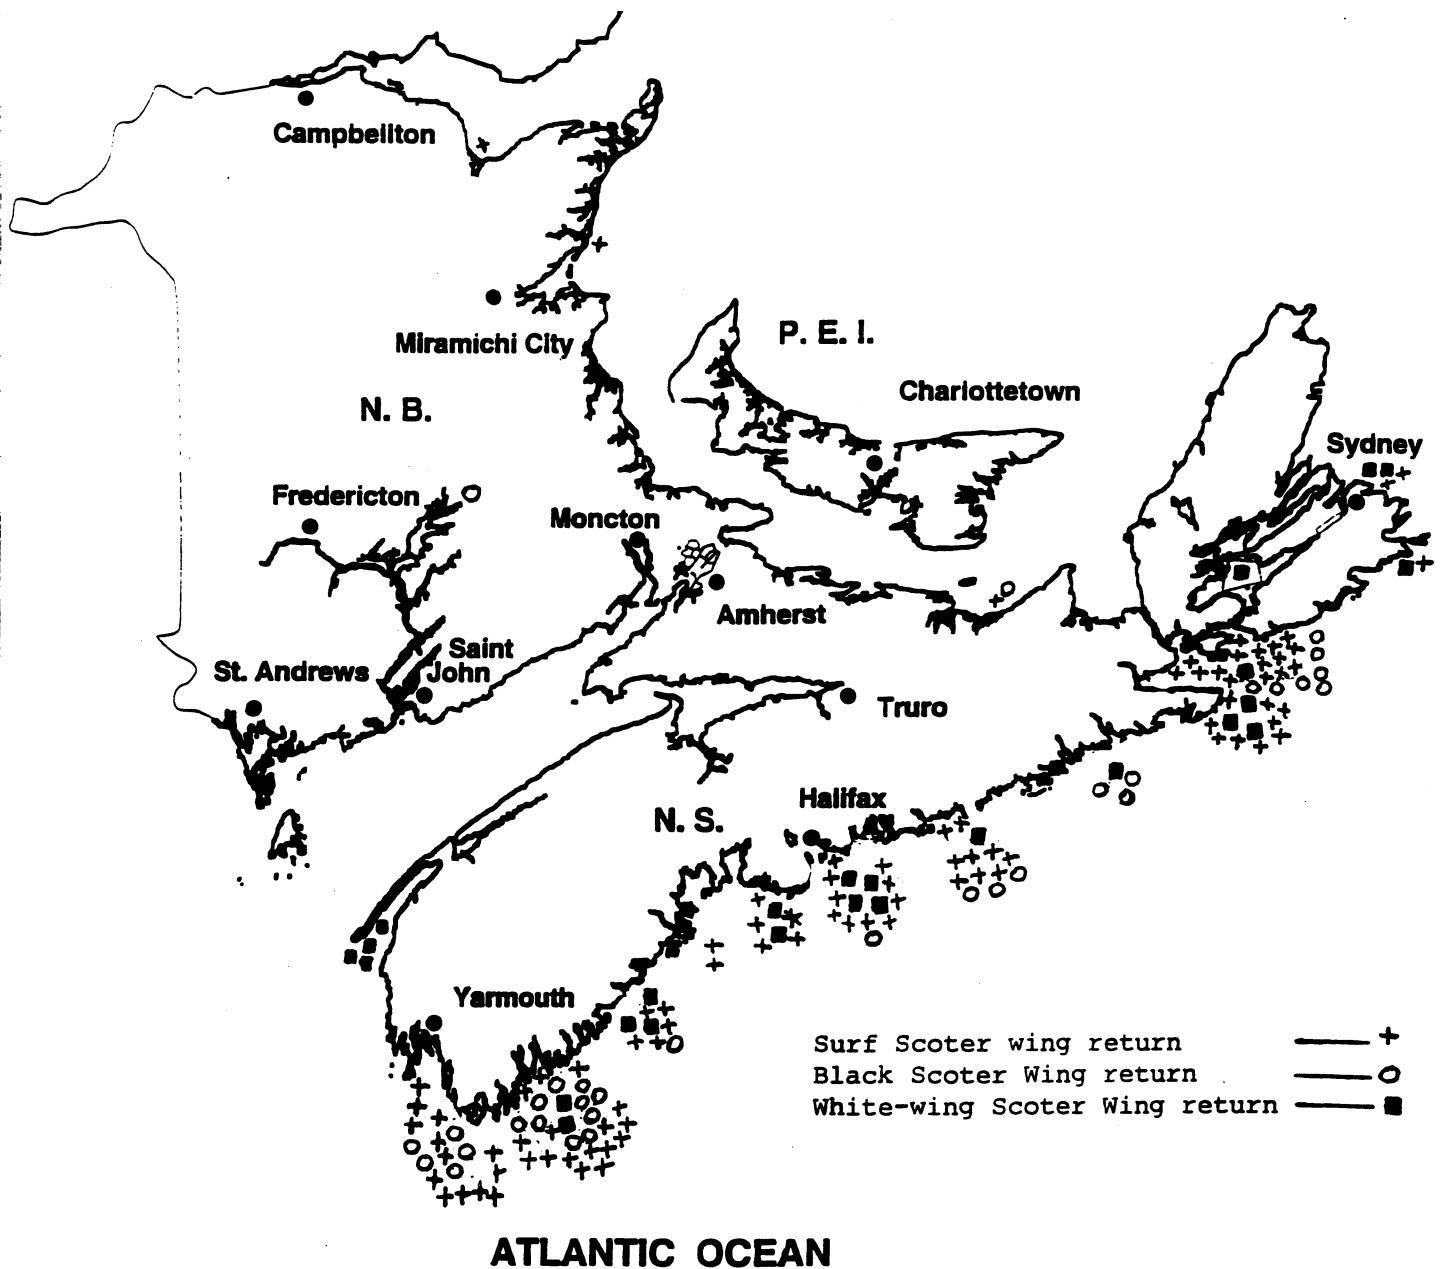 Campbellton
P. E. I.
Miramichi City
Charlottetown
N. B.
Sydney
Fredericton
Moncton
Amherst
Saint
John
St. Andrews
Truro
Halifax
N. S.
Yarmouth
Surf Scoter wing return
Black Scoter Wing return
White-wing Scoter Wing return
ATLANTIC OCEAN